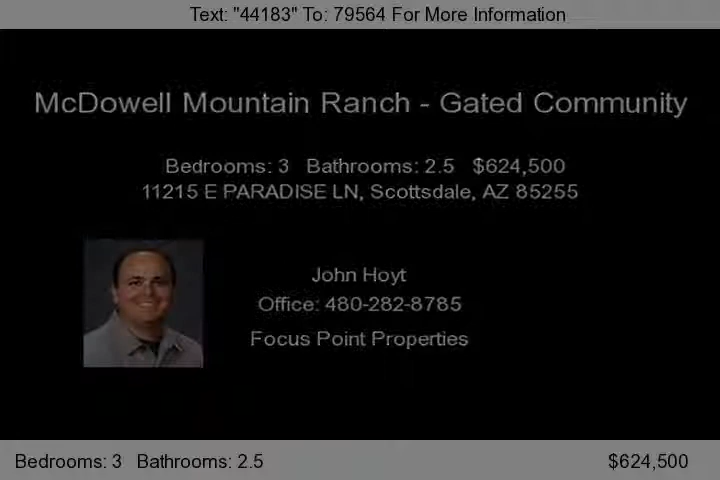 Text: "44183" To: 79564 For More Information
McDowell Mountain Ranch - Gated Community
Bedrooms: 3 Bathrooms: 2.5 $624,500
11215 E PARADISE LN, Scottsdale, AZ 85255
John Hoyt
Office: 480-282-8785
Focus Point Properties
Bedrooms: 3 Bathrooms: 2.5 $624,500